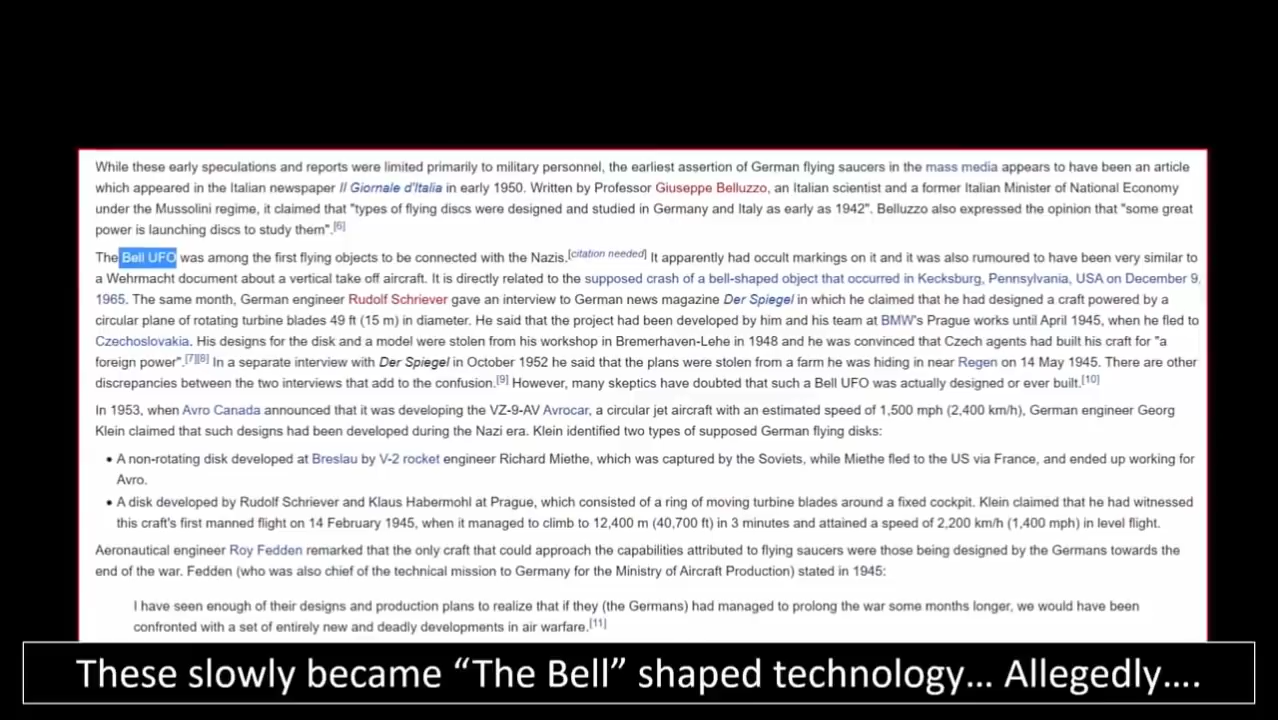 While these early speculations and reports were limited primarily to military personnel, the earliest assertion of German flying saucers in the mass media appears to have been an article
which appeared in the Italian newspaper Il Giornale d'Italia in early 1950. Written by Professor Giuseppe Belluzzo, an Italian scientist and a former Italian Minister of National Economy
under the Mussolini regime, it claimed that "types of flying discs were designed and studied in Germany and Italy as early as 1942". Belluzzo also expressed the opinion that "some great
power is launching discs to study them".[6]
The Bell UFO was among the first flying objects to be connected with the Nazis.[citation needed] It apparently had occult markings on it and it was also rumoured to have been very similar to
a Wehrmacht document about a vertical take off aircraft. It is directly related to the supposed crash of a bell-shaped object that occurred in Kecksburg, Pennsylvania, USA on December 9,
1965. The same month, German engineer Rudolf Schriever gave an interview to German news magazine Der Spiegel in which he claimed that he had designed a craft powered by a
circular plane of rotating turbine blades 49 ft (15 m) in diameter. He said that the project had been developed by him and his team at BMW's Prague works until April 1945, when he fled to
Czechoslovakia. His designs for the disk and a model were stolen from his workshop in Bremerhaven-Lehe in 1948 and he was convinced that Czech agents had built his craft for "a
foreign power".[7][8] In a separate interview with Der Spiegel in October 1952 he said that the plans were stolen from a farm he was hiding in near Regen on 14 May 1945. There are other
discrepancies between the two interviews that add to the confusion.[9] However, many skeptics have doubted that such a Bell UFO was actually designed or ever built.[10]
In 1953, when Avro Canada announced that it was developing the VZ-9-AV Avrocar, a circular jet aircraft with an estimated speed of 1,500 mph (2,400 km/h), German engineer Georg
Klein claimed that such designs had been developed during the Nazi era. Klein identified two types of supposed German flying disks:
• A non-rotating disk developed at Breslau by V-2 rocket engineer Richard Miethe, which was captured by the Soviets, while Miethe fled to the US via France, and ended up working for
Avro.
• A disk developed by Rudolf Schriever and Klaus Habermohl at Prague, which consisted of a ring of moving turbine blades around a fixed cockpit. Klein claimed that he had witnessed
this craft's first manned flight on 14 February 1945, when it managed to climb to 12,400 m (40,700 ft) in 3 minutes and attained a speed of 2,200 km/h (1,400 mph) in level flight.
Aeronautical engineer Roy Fedden remarked that the only craft that could approach the capabilities attributed to flying saucers were those being designed by the Germans towards the
end of the war. Fedden (who was also chief of the technical mission to Germany for the Ministry of Aircraft Production) stated in 1945:
I have seen enough of their designs and production plans to realize that if they (the Germans) had managed to prolong the war some months longer, we would have been
confronted with a set of entirely new and deadly developments in air warfare.[11]
These slowly became “The Bell” shaped technology... Allegedly....